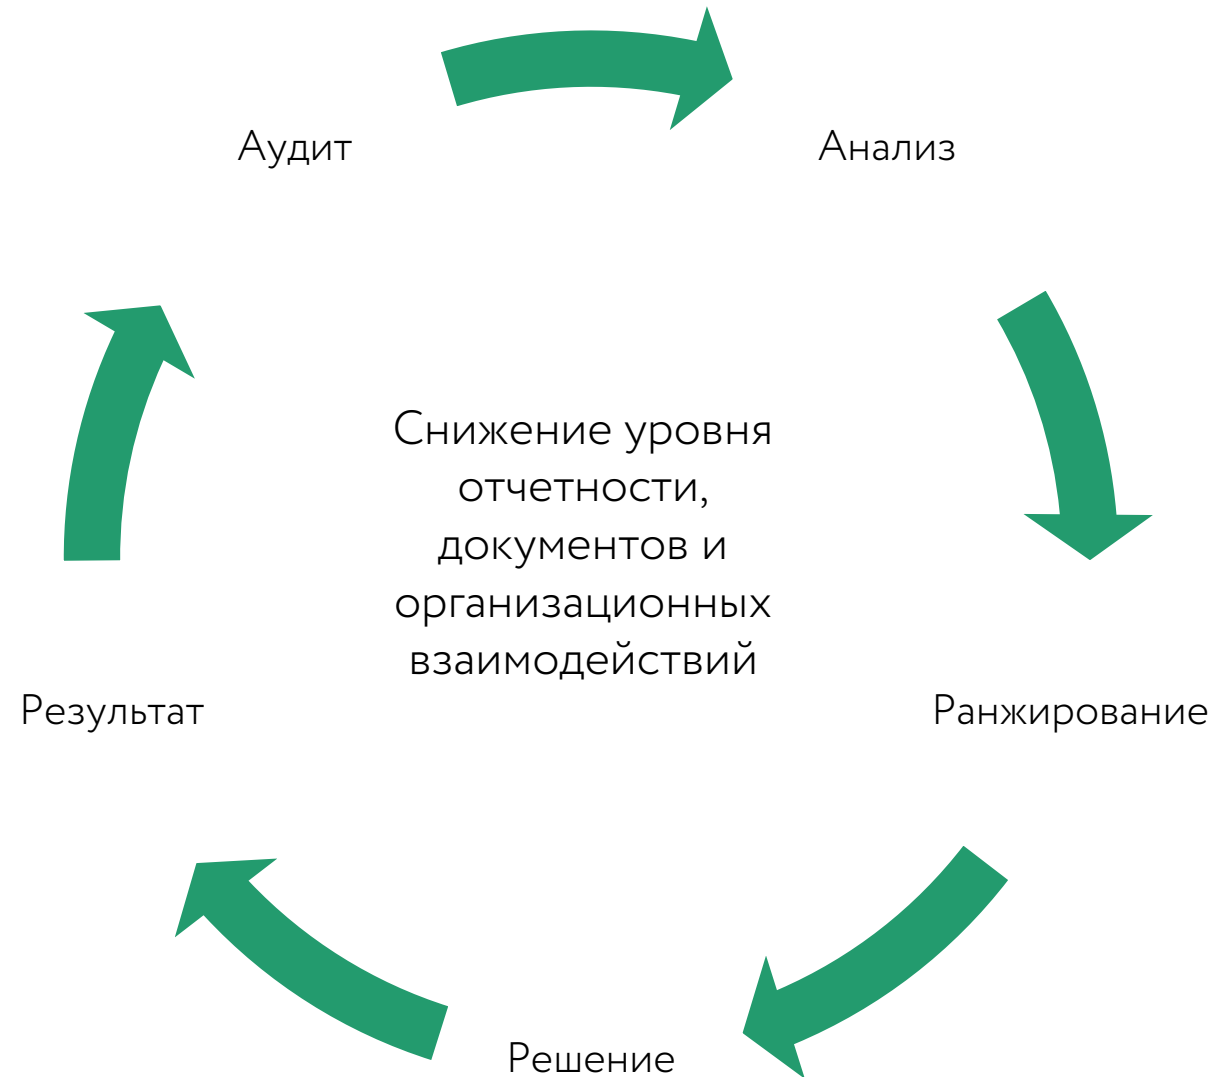 Аудит
Анализ
Снижение уровня
отчетности,
документов и
организационных
взаимодействий
Результат
Ранжирование
Решение